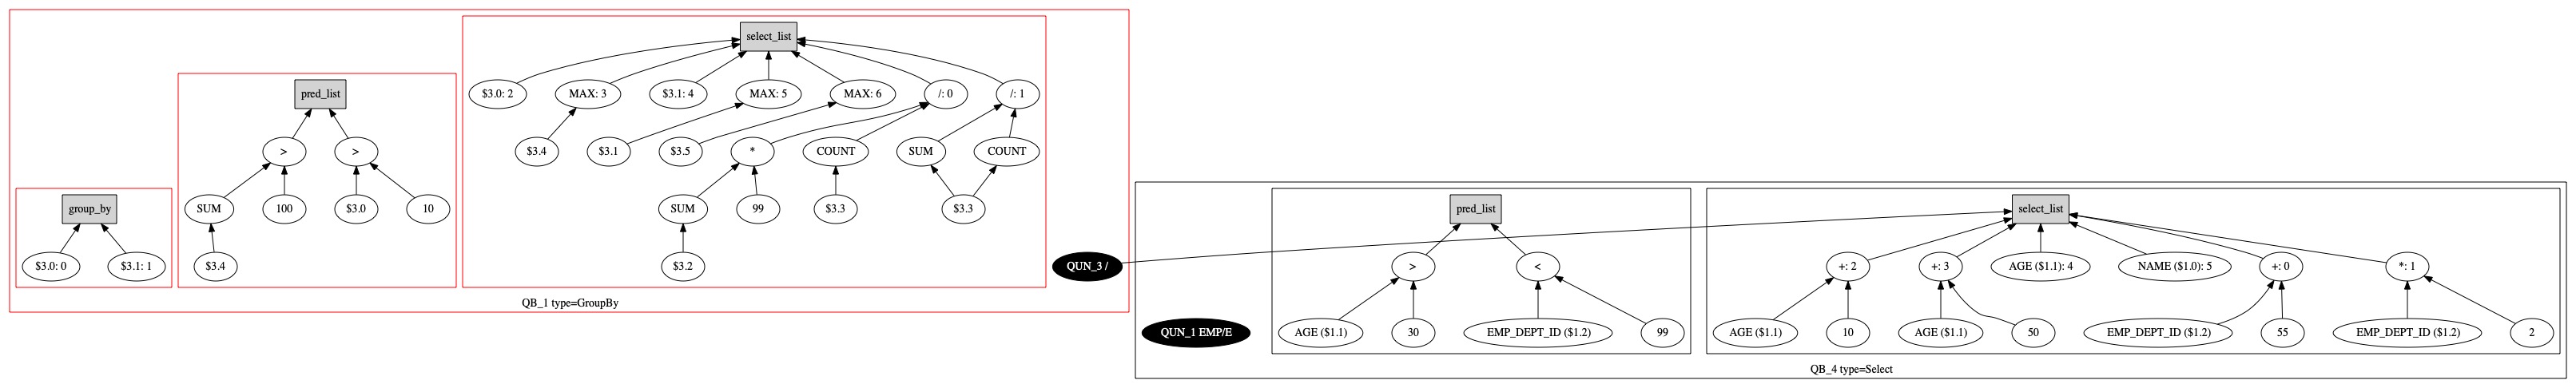 select_list
$3.0: 2 MAX: 3 $3.1: 4 MAX: 5 MAX: 6 /: 0 /: 1
$3.4 $3.1 $3.5 * COUNT SUM COUNT
SUM 99 $3.3 $3.3
$3.2
pred_list
> >
SUM 100 $3.0 10
$3.4
group_by
$3.0: 0 $3.1: 1
QUN_3 /
QB_1 type=GroupBy
pred_list
> <
AGE ($1.1) 30 EMP_DEPT_ID ($1.2) 99
QUN_1 EMP/E
select_list
+: 2 +: 3 AGE ($1.1): 4 NAME ($1.0): 5 +: 0 *: 1
AGE ($1.1) 10 AGE ($1.1) 50 EMP_DEPT_ID ($1.2) 55 EMP_DEPT_ID ($1.2) 2
QB_4 type=Select